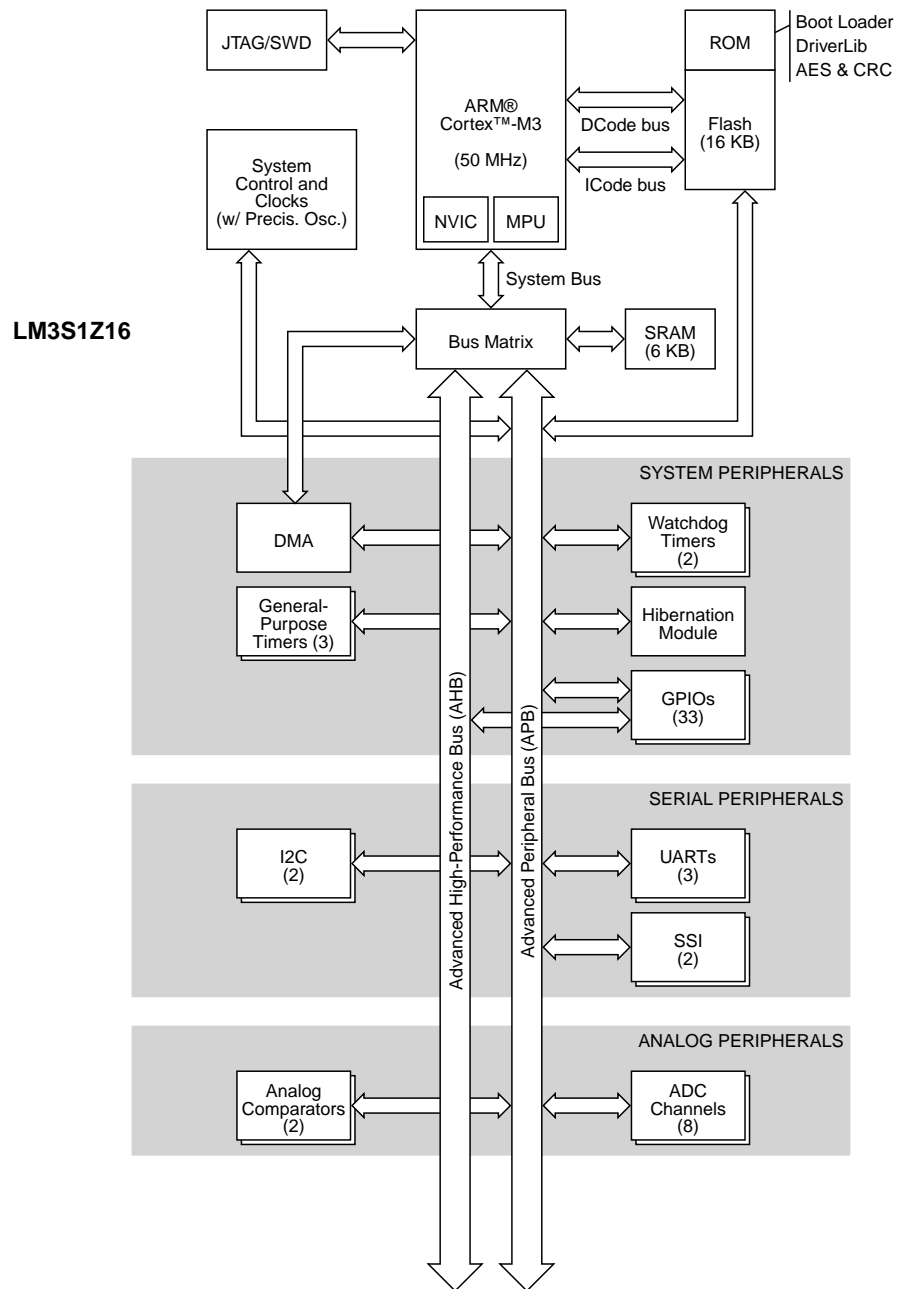 JTAG/SWD
ARM®
Cortex™-M3
(50 MHz)
NVIC
MPU
ROM
Boot Loader
DriverLib
AES & CRC
Flash
(16 KB)
DCode bus
ICode bus
System
Control and
Clocks
(w/ Precis. Osc.)
System Bus
LM3S1Z16
Bus Matrix
SRAM
(6 KB)
SYSTEM PERIPHERALS
DMA
Watchdog
Timers
(2)
General-
Purpose
Timers (3)
Hibernation
Module
GPIOs
(33)
Advanced High-Performance Bus (AHB)
Advanced Peripheral Bus (APB)
SERIAL PERIPHERALS
I2C
(2)
UARTs
(3)
SSI
(2)
ANALOG PERIPHERALS
Analog
Comparators
(2)
ADC
Channels
(8)